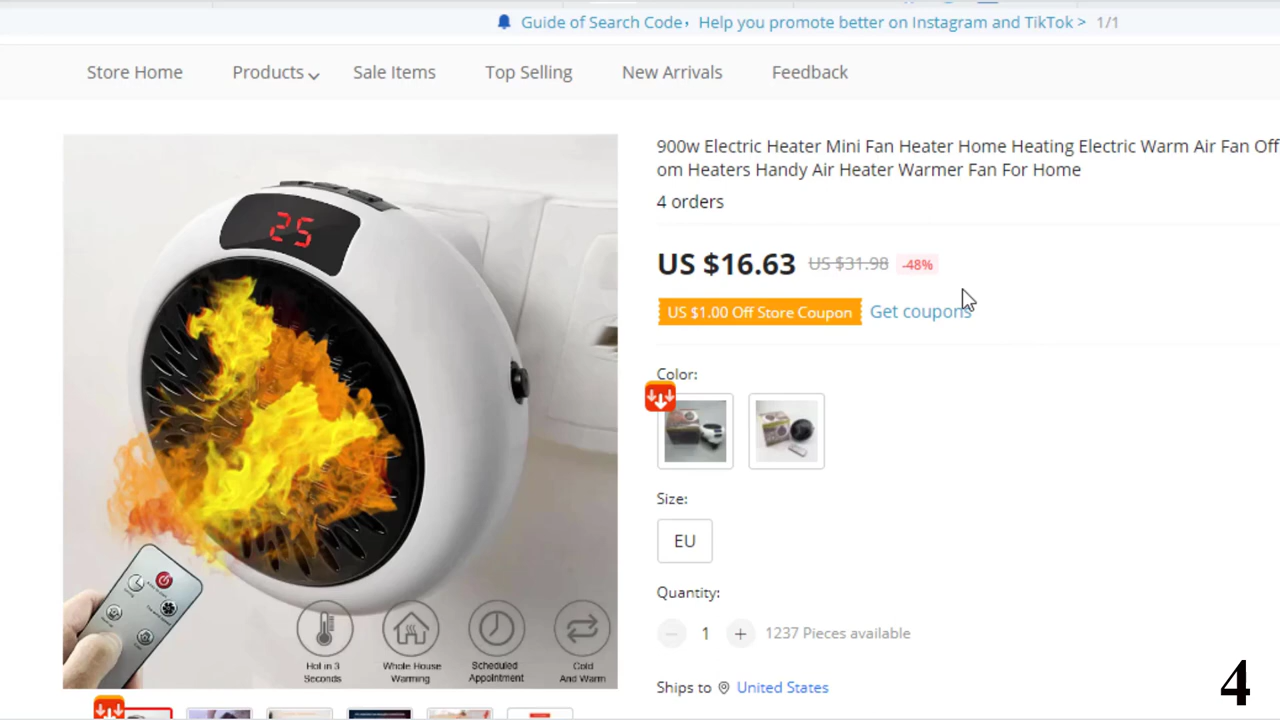 Guide of Search Code，Help you promote better on Instagram and TikTok > 1/1
Store Home Products Sale Items Top Selling New Arrivals Feedback
900w Electric Heater Mini Fan Heater Home Heating Electric Warm Air Fan Off
om Heaters Handy Air Heater Warmer Fan For Home
4 orders
US $16.63 US $31.98 -48%
US $1.00 Off Store Coupon Get coupons
Color:
Size:
EU
Quantity:
1 1237 Pieces available
Ships to United States
25
Hol in 3
Seconds
Whole House
Warming
Scheduled
Appointment
Cold
And Warm
4